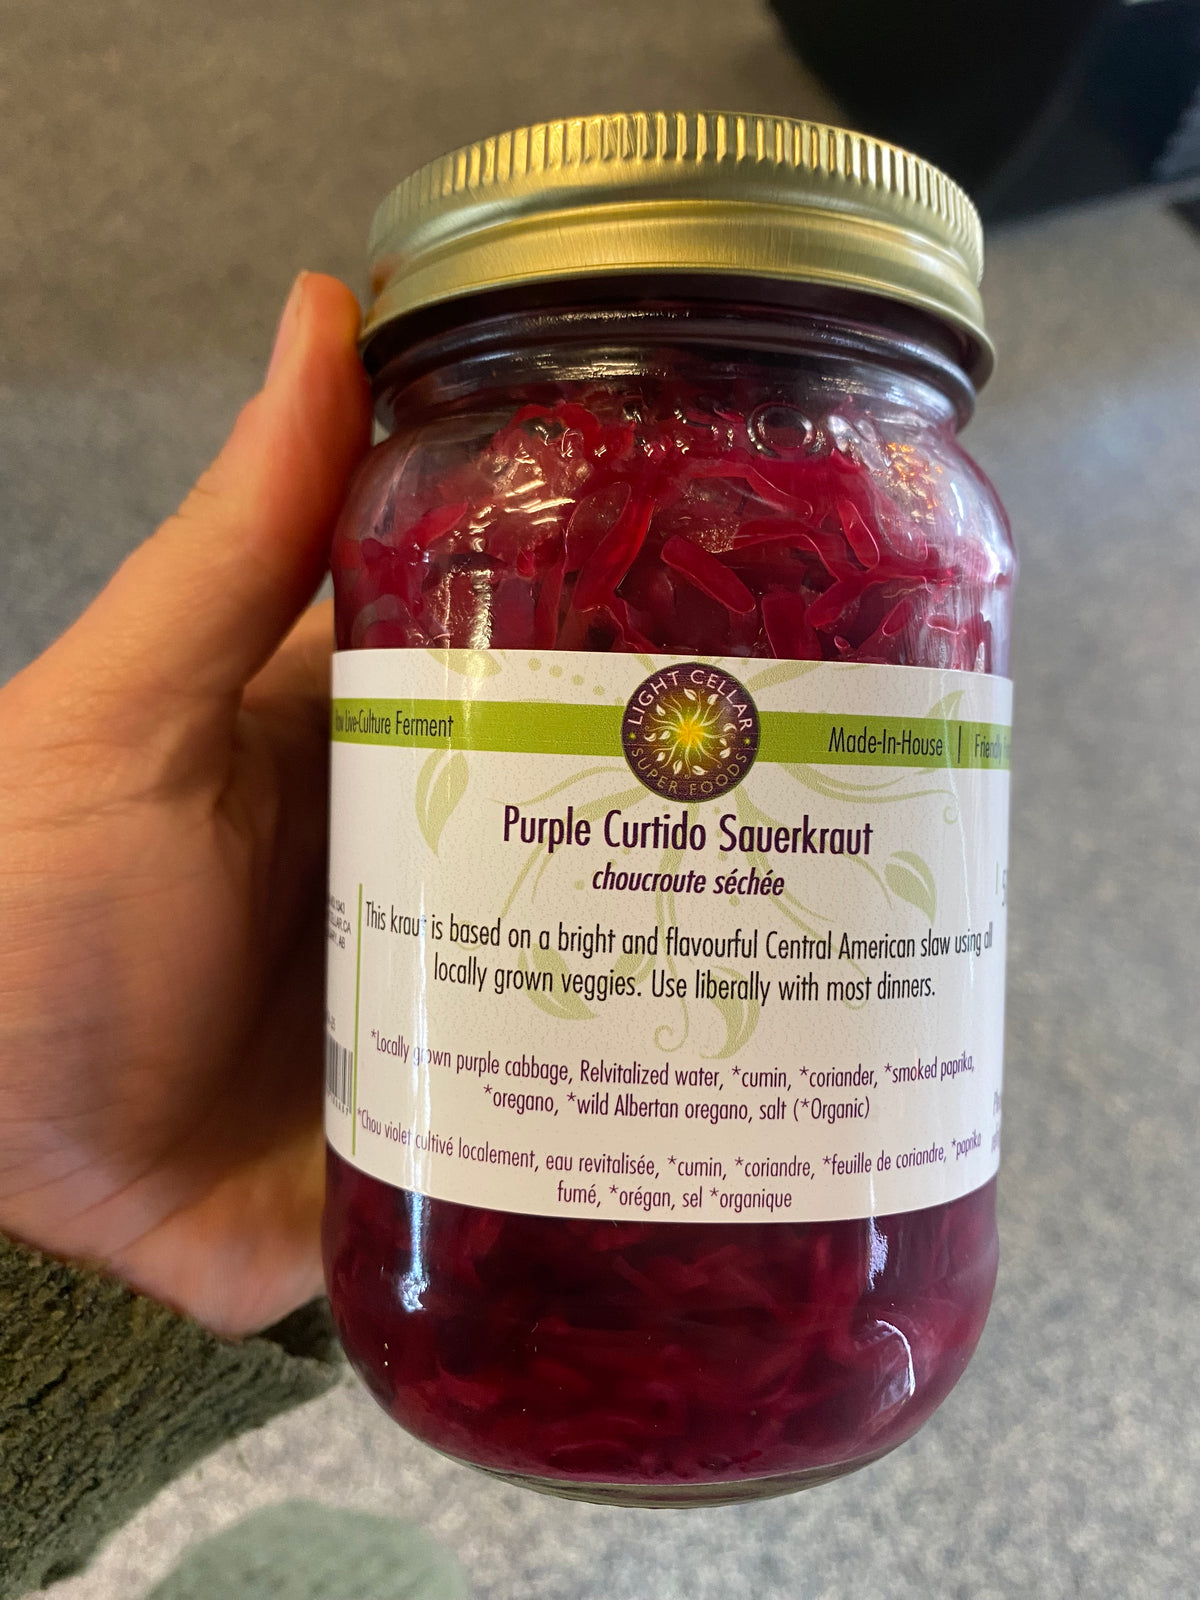 LIGHT CELLAR
SUPER FOODS
Live-Culture Ferment
Made-In-House | Friendly
Purple Curtido Sauerkraut
choucroute séchée
This kraut is based on a bright and flavourful Central American slaw using all
locally grown veggies. Use liberally with most dinners.
*Locally grown purple cabbage, Relvitalized water, *cumin, *coriander, *smoked paprika,
*oregano, *wild Albertan oregano, salt (*Organic)
*Chou violet cultivé localement, eau revitalisée, *cumin, *coriandre, *feuille de coriandre, *paprika
fumé, *orégan, sel *organique